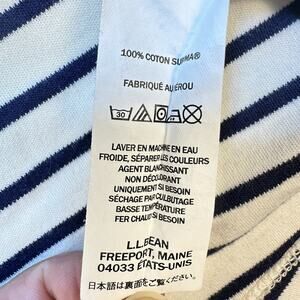 100% COTON SUPIMA®
FABRIQUÉ AU PÉROU
30
LAVER EN MACHINE EN EAU
FROIDE, SÉPARER LES COULEURS
AGENT BLANCHISSANT
NON DÉCOLORANT
UNIQUEMENT SI BESOIN
SÉCHAGE PAR CULBUTAGE
BASSE TEMPÉRATURE
FER CHAUD SI BESOIN
L.L.BEAN
FREEPORT, MAINE
04033 ÉTATS-UNIS
日本語は裏面をご覧ください